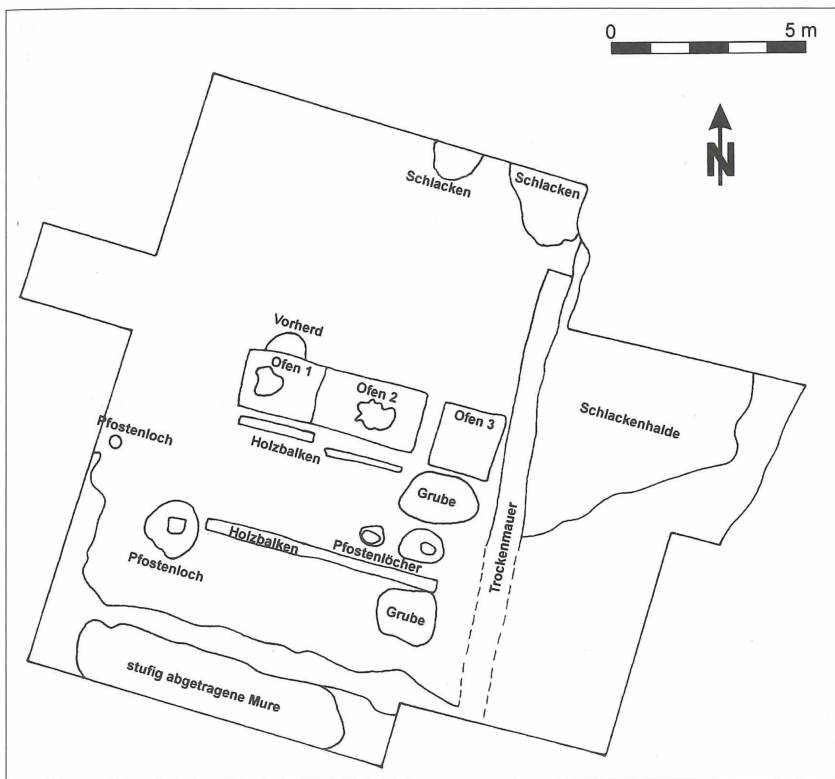 0 5 m
N
Schlacken
Schlacken
Vorherd
Ofen 1
Ofen 2
Ofen 3
Schlackenhalde
Pfostenloch
Holzbalken
Grube
Pfostenloch
Holzbalken
Pfostenlöcher
Trockenmauer
Grube
stufig abgetragene Mure